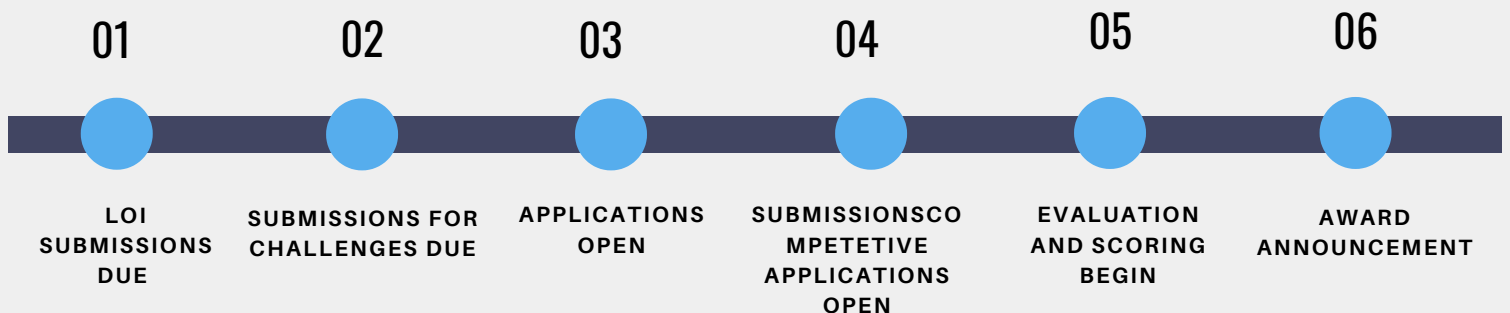 01
LOI
SUBMISSIONS
DUE
02
SUBMISSIONS FOR
CHALLENGES DUE
03
APPLICATIONS
OPEN
04
SUBMISSIONSCO
MPETETIVE
APPLICATIONS
OPEN
05
EVALUATION
AND SCORING
BEGIN
06
AWARD
ANNOUNCEMENT